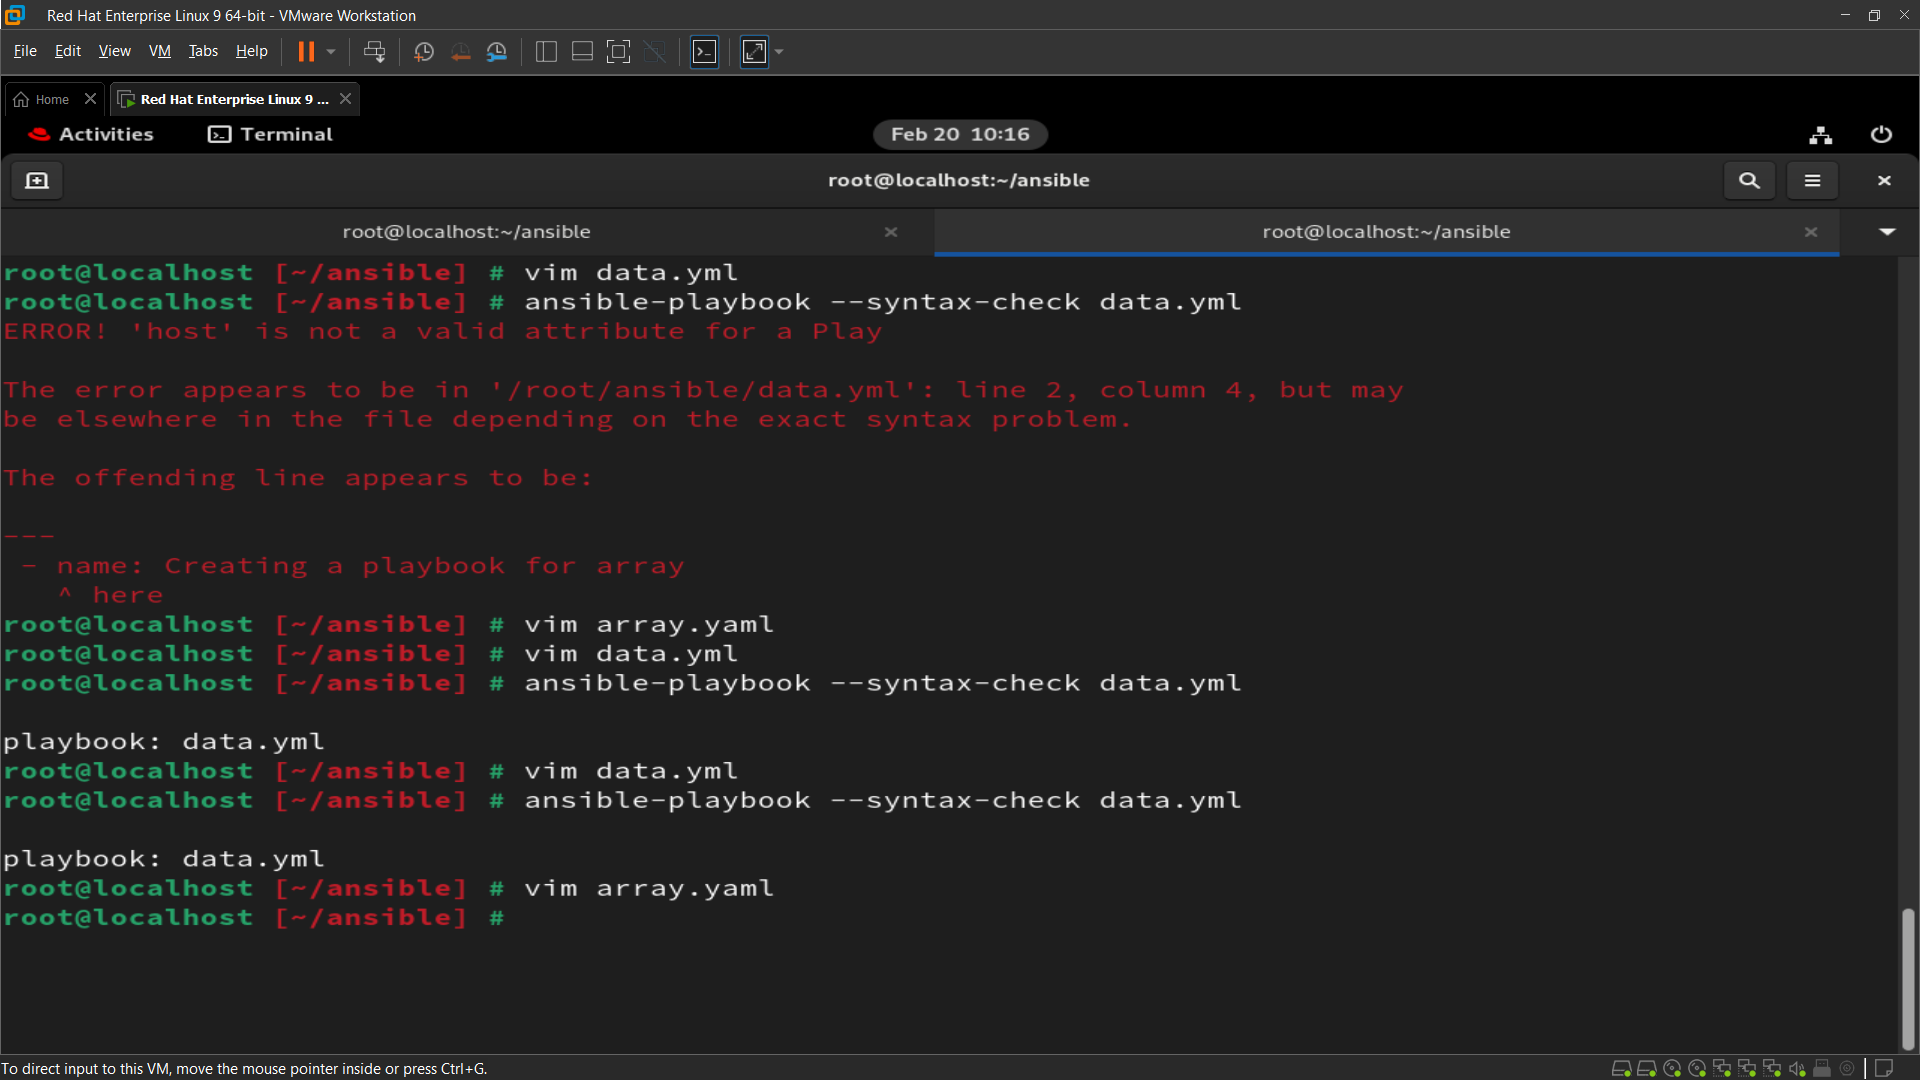 Red Hat Enterprise Linux 9 64-bit - VMware Workstation
File Edit View VM Tabs Help
Home
Red Hat Enterprise Linux 9 ...
Activities Terminal Feb 20 10:16
root@localhost:~/ansible
root@localhost:~/ansible root@localhost:~/ansible
root@localhost [~/ansible] # vim data.yml
root@localhost [~/ansible] # ansible-playbook --syntax-check data.yml
ERROR! 'host' is not a valid attribute for a Play
The error appears to be in '/root/ansible/data.yml': line 2, column 4, but may
be elsewhere in the file depending on the exact syntax problem.
The offending line appears to be:
---
 - name: Creating a playbook for array
   ^ here
root@localhost [~/ansible] # vim array.yaml
root@localhost [~/ansible] # vim data.yml
root@localhost [~/ansible] # ansible-playbook --syntax-check data.yml
playbook: data.yml
root@localhost [~/ansible] # vim data.yml
root@localhost [~/ansible] # ansible-playbook --syntax-check data.yml
playbook: data.yml
root@localhost [~/ansible] # vim array.yaml
root@localhost [~/ansible] #
To direct input to this VM, move the mouse pointer inside or press Ctrl+G.